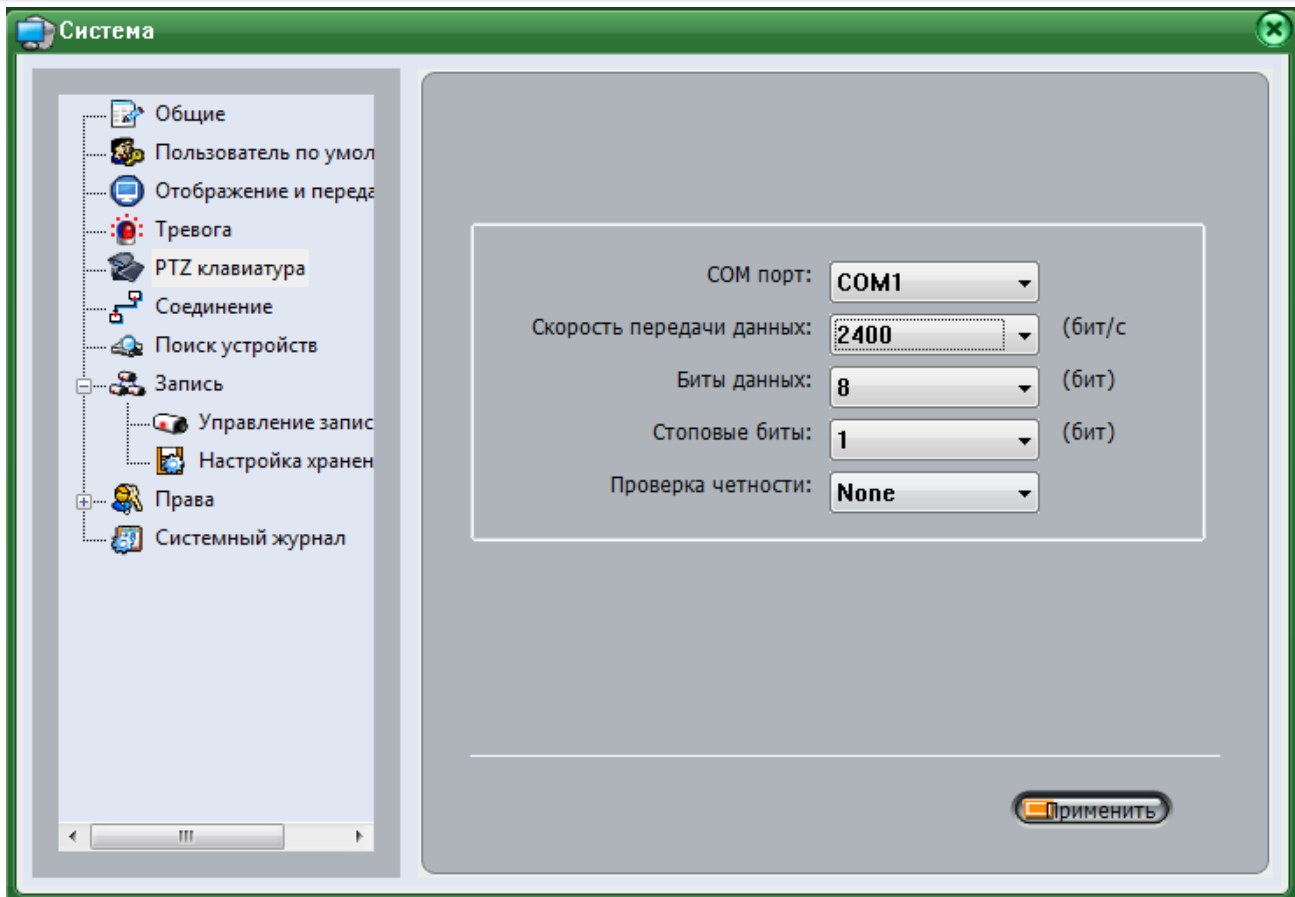 Система
Общие
Пользователь по умол
Отображение и переда
Тревога
PTZ клавиатура
Соединение
Поиск устройств
Запись
Управление запис
Настройка хранен
Права
Системный журнал
COM порт: COM1
Скорость передачи данных: 2400 (бит/с
Биты данных: 8 (бит)
Стоповые биты: 1 (бит)
Проверка четности: None
Применить